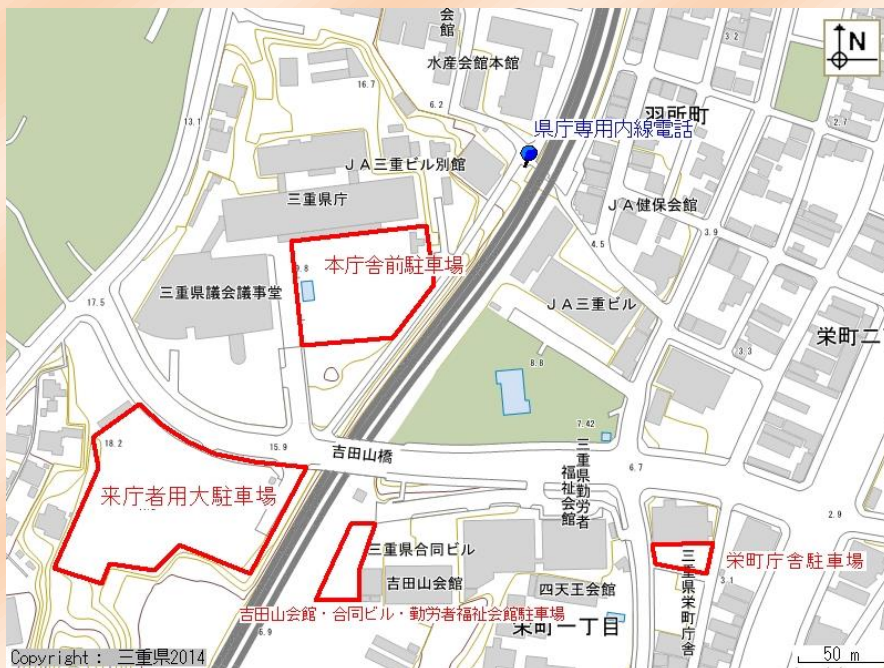 会館
水産会館本館
N
3.2
13.1
16.7
6.2
羽所町
2.7
県庁専用内線電話
JA三重ビル別館
三重県庁
JA健保会館
3.9
4.5
本庁舎前駐車場
9.8
三重県議会議事堂
17.5
JA三重ビル
栄町二
3.3
8.8
7.42
18.2
15.9
吉田山橋
三重県勤労者
福祉会館
6.7
来庁者用大駐車場
2.9
三重県合同ビル
吉田山会館
四天王会館
三重県栄町庁舎
栄町庁舎駐車場
3.1
吉田山会館・合同ビル・勤労者福祉会館駐車場
6.9
栄町一丁目
Copyright : 三重県2014
50 m